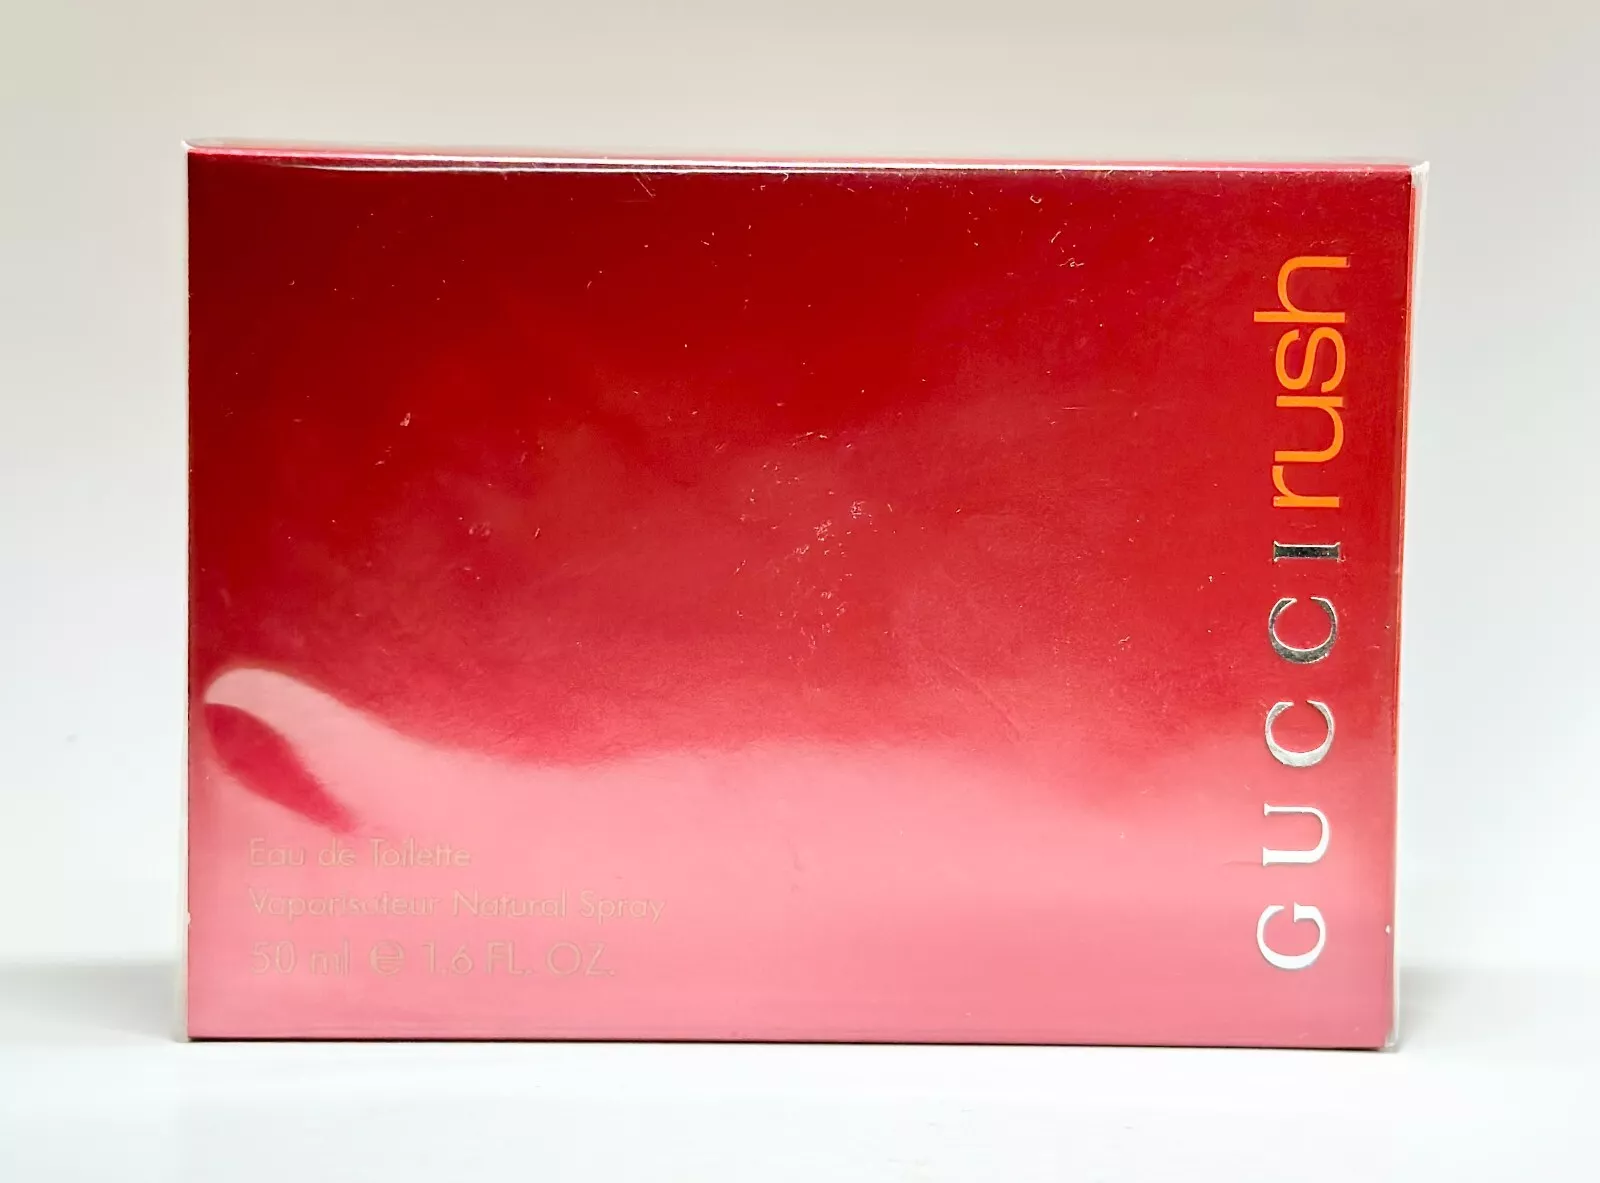 GUCCI rush
Eau de Toilette
Vaporisateur Natural Spray
50 ml ℮ 1.6 FL. OZ.